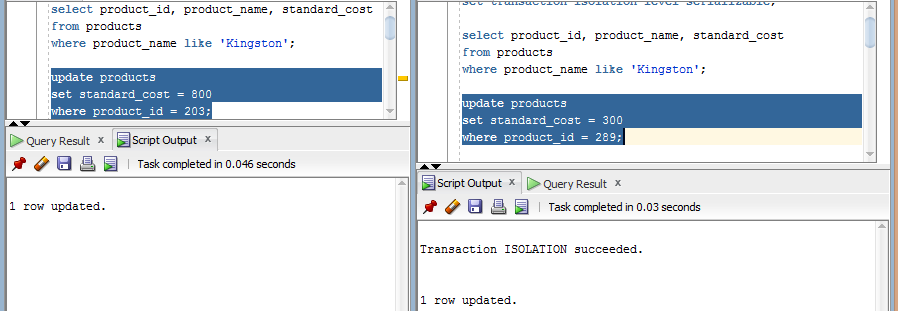 select product_id, product_name, standard_cost
from products
where product_name like 'Kingston';
update products
set standard_cost = 800
where product_id = 203;
Query Result x
Script Output x
Task completed in 0.046 seconds
1 row updated.
set transaction isolation level serializable;
select product_id, product_name, standard_cost
from products
where product_name like 'Kingston';
update products
set standard_cost = 300
where product_id = 289;
Script Output x
Query Result x
Task completed in 0.03 seconds
Transaction ISOLATION succeeded.
1 row updated.